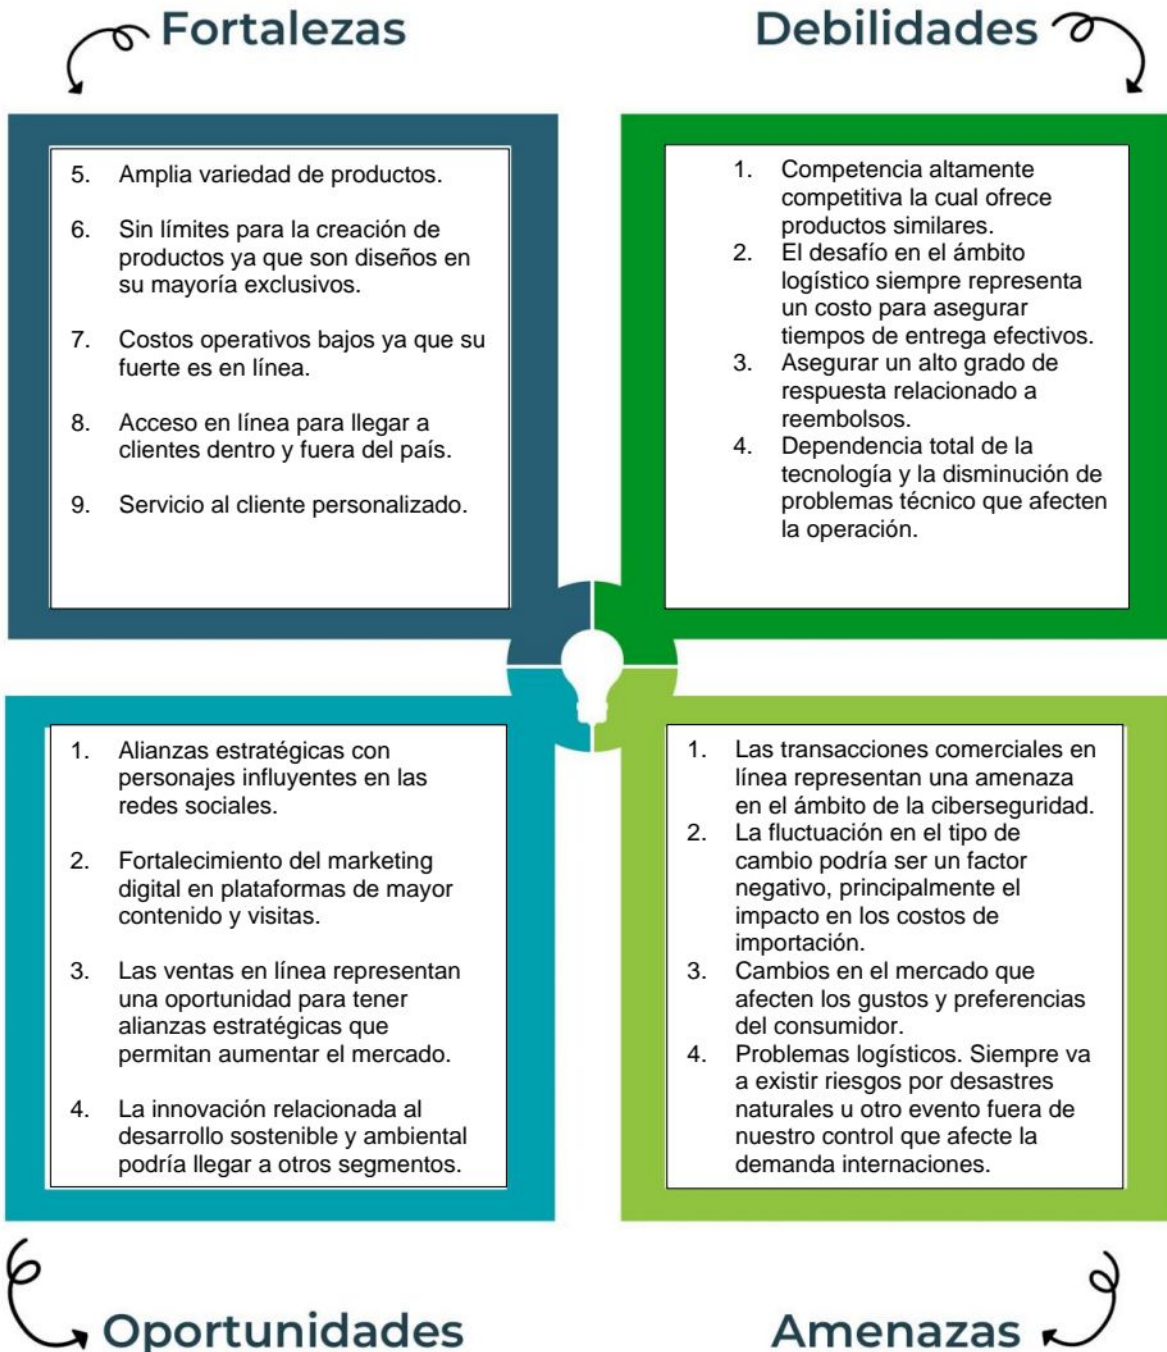 Fortalezas
5. Amplia variedad de productos.
6. Sin límites para la creación de
productos ya que son diseños en
su mayoría exclusivos.
7. Costos operativos bajos ya que su
fuerte es en línea.
8. Acceso en línea para llegar a
clientes dentro y fuera del país.
9. Servicio al cliente personalizado.
Debilidades
1. Competencia altamente
competitiva la cual ofrece
productos similares.
2. El desafío en el ámbito
logístico siempre representa
un costo para asegurar
tiempos de entrega efectivos.
3. Asegurar un alto grado de
respuesta relacionado a
reembolsos.
4. Dependencia total de la
tecnología y la disminución de
problemas técnico que afecten
la operación.
1. Alianzas estratégicas con
personajes influyentes en las
redes sociales.
2. Fortalecimiento del marketing
digital en plataformas de mayor
contenido y visitas.
3. Las ventas en línea representan
una oportunidad para tener
alianzas estratégicas que
permitan aumentar el mercado.
4. La innovación relacionada al
desarrollo sostenible y ambiental
podría llegar a otros segmentos.
Oportunidades
1. Las transacciones comerciales en
línea representan una amenaza
en el ámbito de la ciberseguridad.
2. La fluctuación en el tipo de
cambio podría ser un factor
negativo, principalmente el
impacto en los costos de
importación.
3. Cambios en el mercado que
afecten los gustos y preferencias
del consumidor.
4. Problemas logísticos. Siempre va
a existir riesgos por desastres
naturales u otro evento fuera de
nuestro control que afecte la
demanda internaciones.
Amenazas